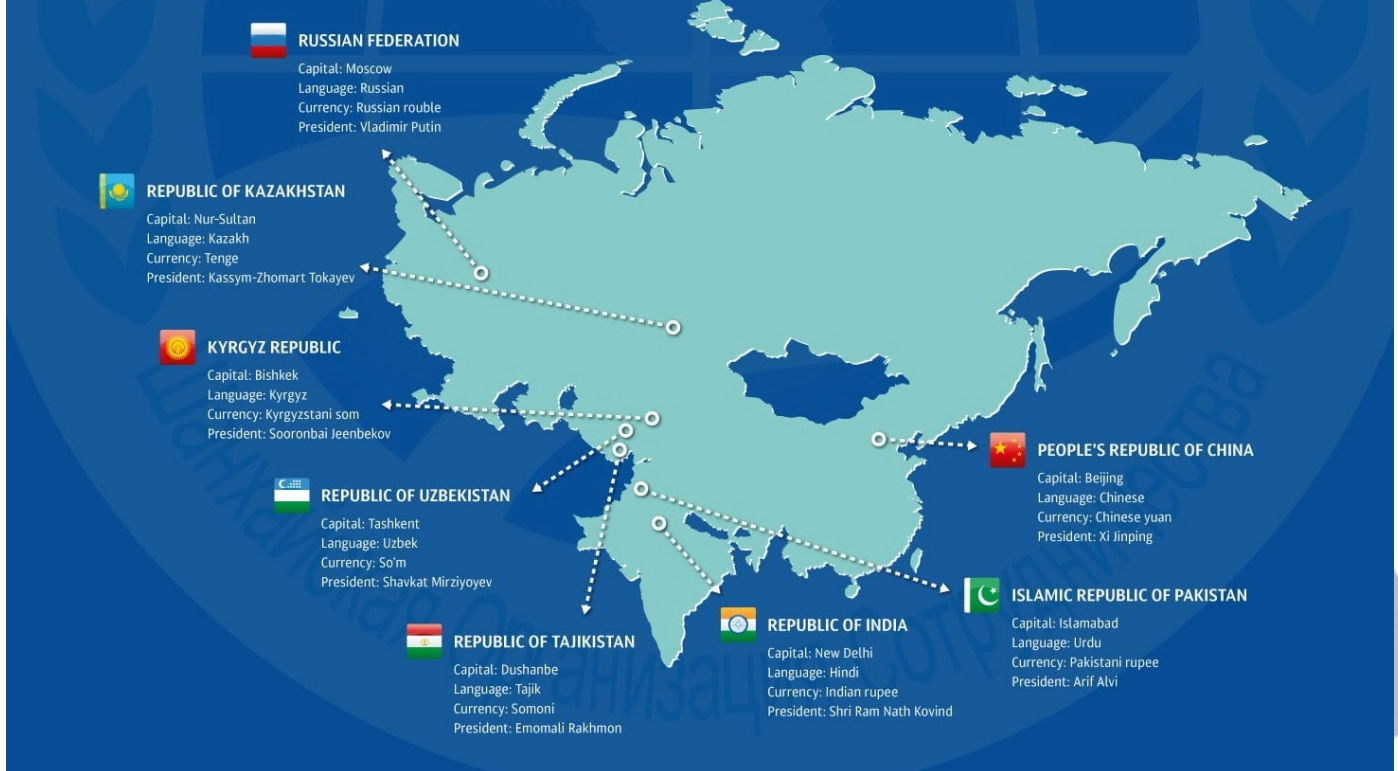 RUSSIAN FEDERATION
Capital: Moscow
Language: Russian
Currency: Russian rouble
President: Vladimir Putin
REPUBLIC OF KAZAKHSTAN
Capital: Nur-Sultan
Language: Kazakh
Currency: Tenge
President: Kassym-Zhomart Tokayev
KYRGYZ REPUBLIC
Capital: Bishkek
Language: Kyrgyz
Currency: Kyrgyzstani som
President: Sooronbai Jeenbekov
REPUBLIC OF UZBEKISTAN
Capital: Tashkent
Language: Uzbek
Currency: So'm
President: Shavkat Mirziyoyev
REPUBLIC OF TAJIKISTAN
Capital: Dushanbe
Language: Tajik
Currency: Somoni
President: Emomali Rakhmon
REPUBLIC OF INDIA
Capital: New Delhi
Language: Hindi
Currency: Indian rupee
President: Shri Ram Nath Kovind
PEOPLE'S REPUBLIC OF CHINA
Capital: Beijing
Language: Chinese
Currency: Chinese yuan
President: Xi Jinping
ISLAMIC REPUBLIC OF PAKISTAN
Capital: Islamabad
Language: Urdu
Currency: Pakistani rupee
President: Arif Alvi